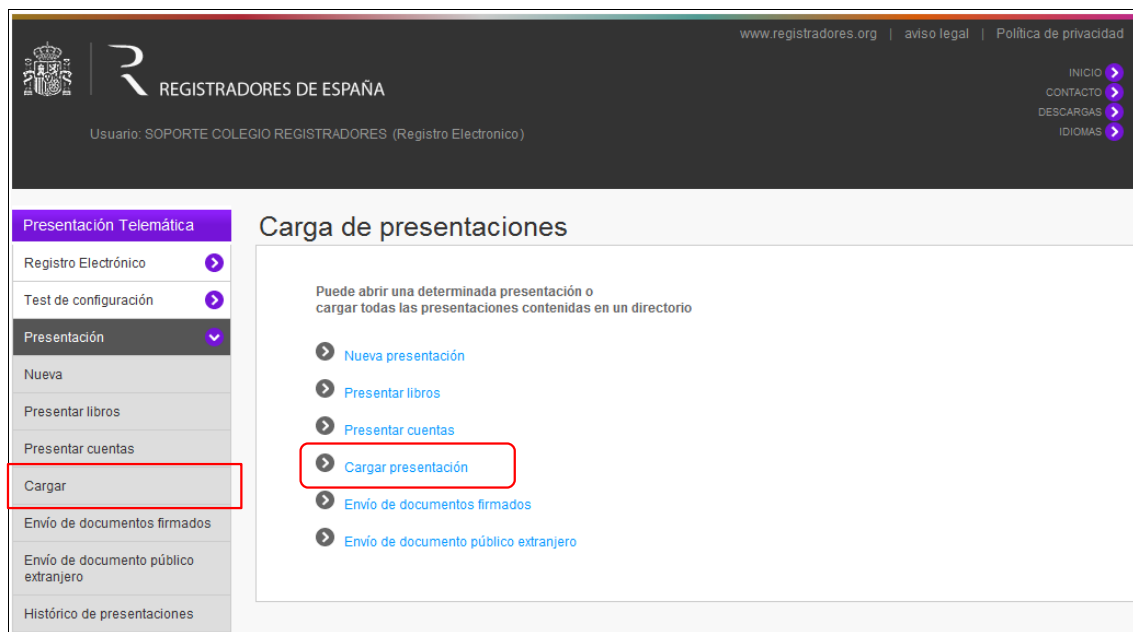 www.registradores.org | aviso legal | Política de privacidad
REGISTRADORES DE ESPAÑA
INICIO
CONTACTO
DESCARGAS
IDIOMAS
Usuario: SOPORTE COLEGIO REGISTRADORES (Registro Electronico)
Presentación Telemática
Registro Electrónico
Test de configuración
Presentación
Nueva
Presentar libros
Presentar cuentas
Cargar
Envío de documentos firmados
Envío de documento público
extranjero
Histórico de presentaciones
Carga de presentaciones
Puede abrir una determinada presentación o
cargar todas las presentaciones contenidas en un directorio
Nueva presentación
Presentar libros
Presentar cuentas
Cargar presentación
Envío de documentos firmados
Envío de documento público extranjero